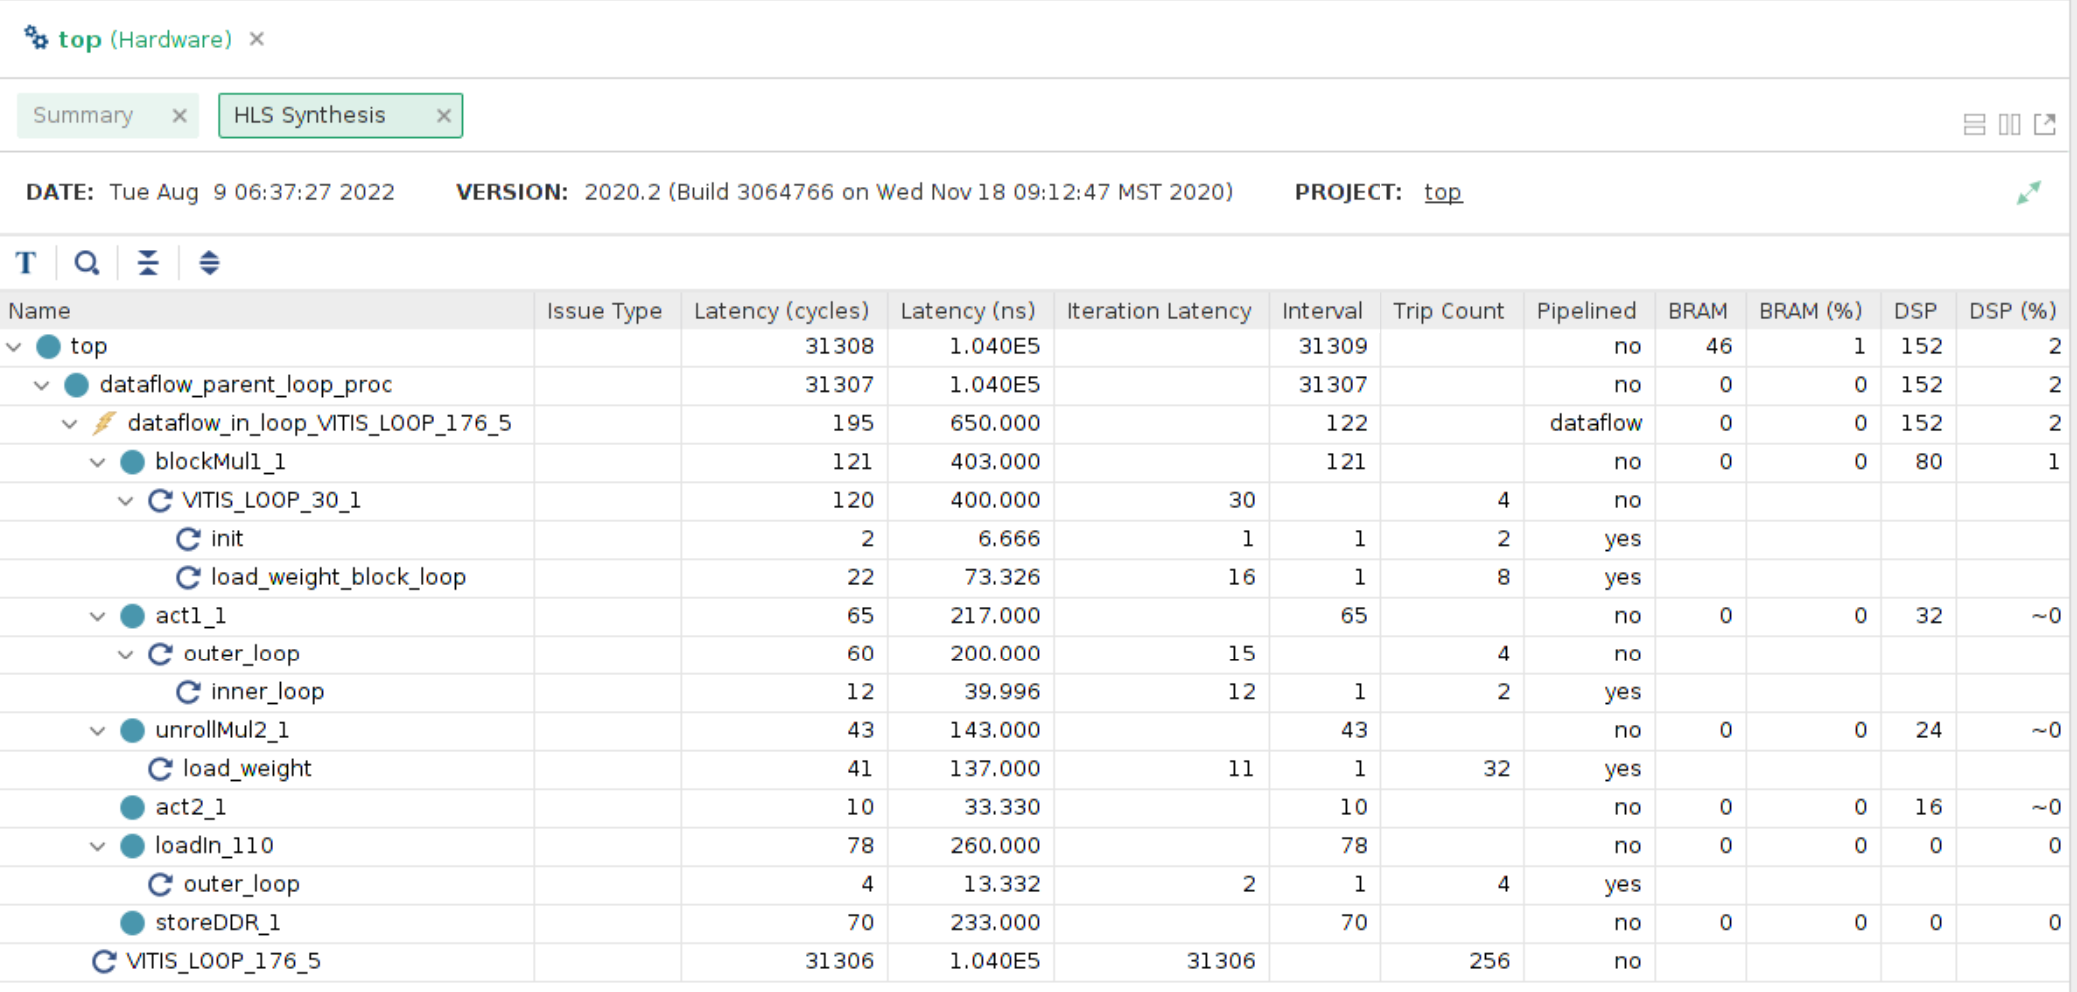 top (Hardware) ×
Summary × HLS Synthesis ×
DATE: Tue Aug 9 06:37:27 2022 VERSION: 2020.2 (Build 3064766 on Wed Nov 18 09:12:47 MST 2020) PROJECT: top
T
Name Issue Type Latency (cycles) Latency (ns) Iteration Latency Interval Trip Count Pipelined BRAM BRAM (%) DSP DSP (%)
top 31308 1.040E5 31309 no 46 1 152 2
dataflow_parent_loop_proc 31307 1.040E5 31307 no 0 0 152 2
dataflow_in_loop_VITIS_LOOP_176_5 195 650.000 122 dataflow 0 0 152 2
blockMul1_1 121 403.000 121 no 0 0 80 1
VITIS_LOOP_30_1 120 400.000 30 4 no
init 2 6.666 1 1 2 yes
load_weight_block_loop 22 73.326 16 1 8 yes
act1_1 65 217.000 65 no 0 0 32 ~0
outer_loop 60 200.000 15 4 no
inner_loop 12 39.996 12 1 2 yes
unrollMul2_1 43 143.000 43 no 0 0 24 ~0
load_weight 41 137.000 11 1 32 yes
act2_1 10 33.330 10 no 0 0 16 ~0
loadIn_110 78 260.000 78 no 0 0 0 0
outer_loop 4 13.332 2 1 4 yes
storeDDR_1 70 233.000 70 no 0 0 0 0
VITIS_LOOP_176_5 31306 1.040E5 31306 256 no